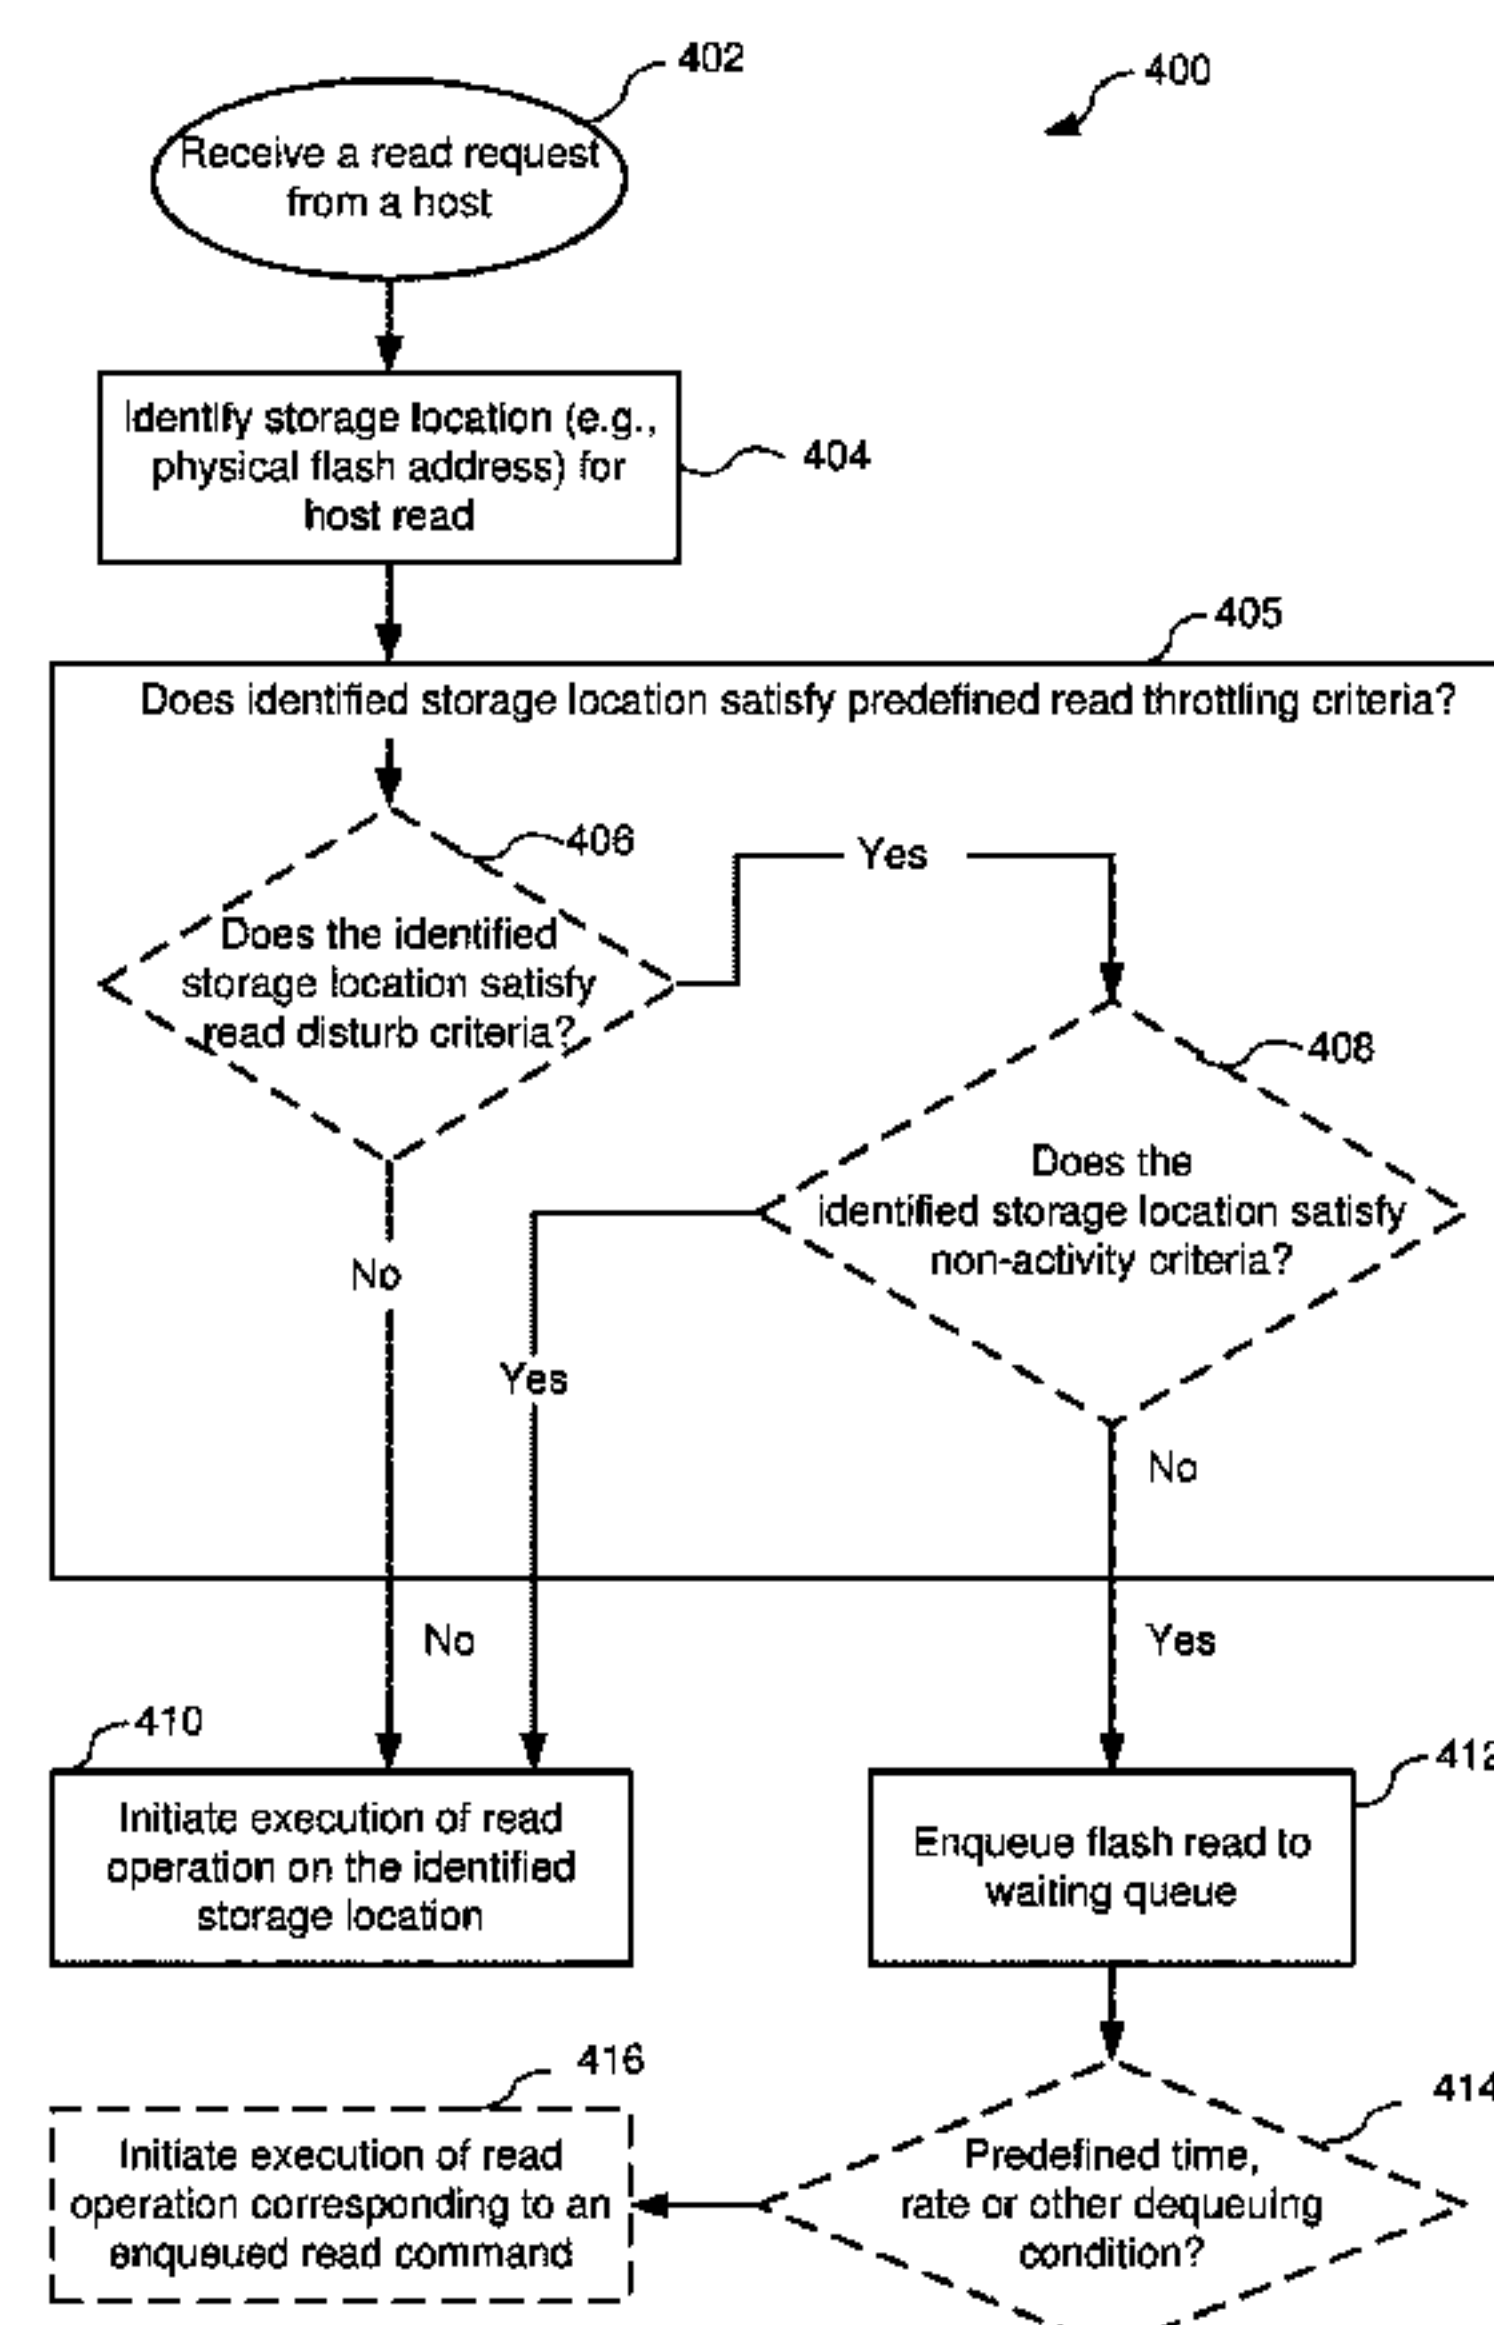 402
400
Receive a read request
from a host
Identify storage location (e.g.,
physical flash address) for
host read
404
405
Does identified storage location satisfy predefined read throttling criteria?
406
Yes
Does the identified
storage location satisfy
read disturb criteria?
408
Does the
identified storage location satisfy
non-activity criteria?
No
Yes
No
No
Yes
410
412
Initiate execution of read
operation on the identified
storage location
Enqueue flash read to
waiting queue
416
414
Initiate execution of read
operation corresponding to an
enqueued read command
Predefined time,
rate or other dequeuing
condition?